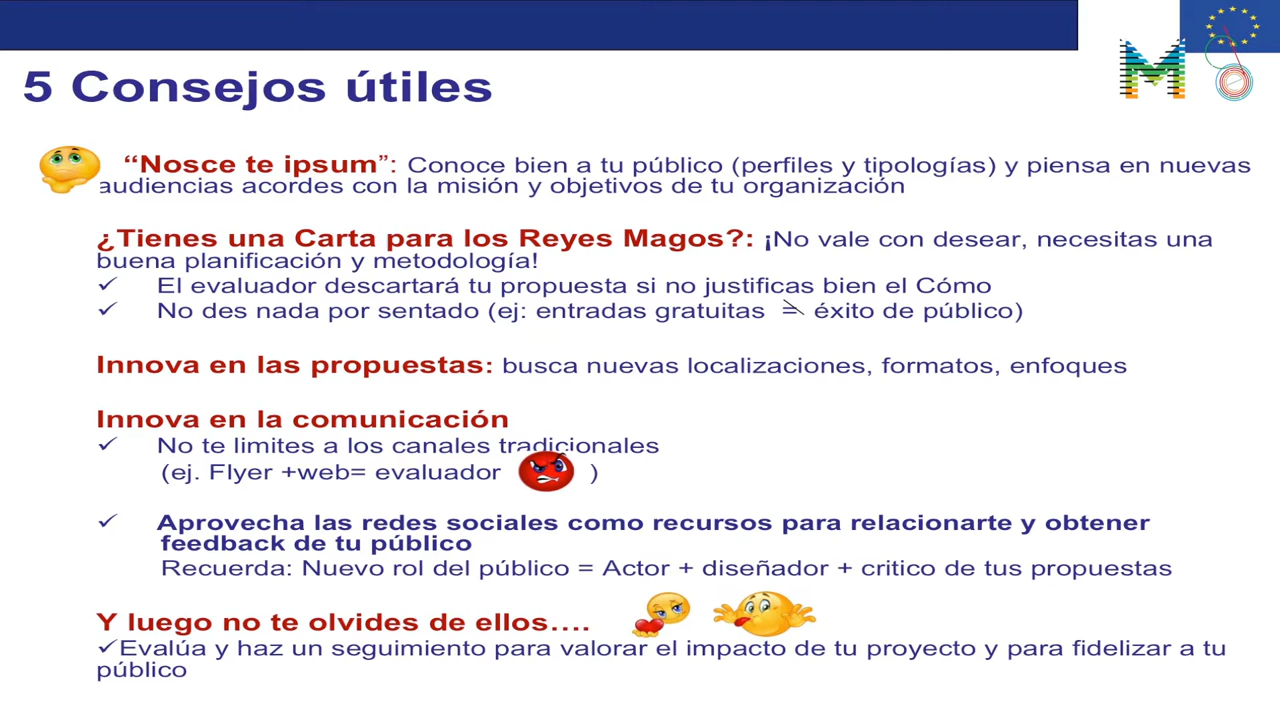 5 Consejos útiles
“Nosce te ipsum”: Conoce bien a tu público (perfiles y tipologías) y piensa en nuevas
audiencias acordes con la misión y objetivos de tu organización
¿Tienes una Carta para los Reyes Magos?: ¡No vale con desear, necesitas una
buena planificación y metodología!
✓ El evaluador descartará tu propuesta si no justificas bien el Cómo
✓ No des nada por sentado (ej: entradas gratuitas ≠ éxito de público)
Innova en las propuestas: busca nuevas localizaciones, formatos, enfoques
Innova en la comunicación
✓ No te limites a los canales tradicionales
(ej. Flyer +web= evaluador )
✓ Aprovecha las redes sociales como recursos para relacionarte y obtener
feedback de tu público
Recuerda: Nuevo rol del público = Actor + diseñador + critico de tus propuestas
Y luego no te olvides de ellos….
✓Evalúa y haz un seguimiento para valorar el impacto de tu proyecto y para fidelizar a tu
público